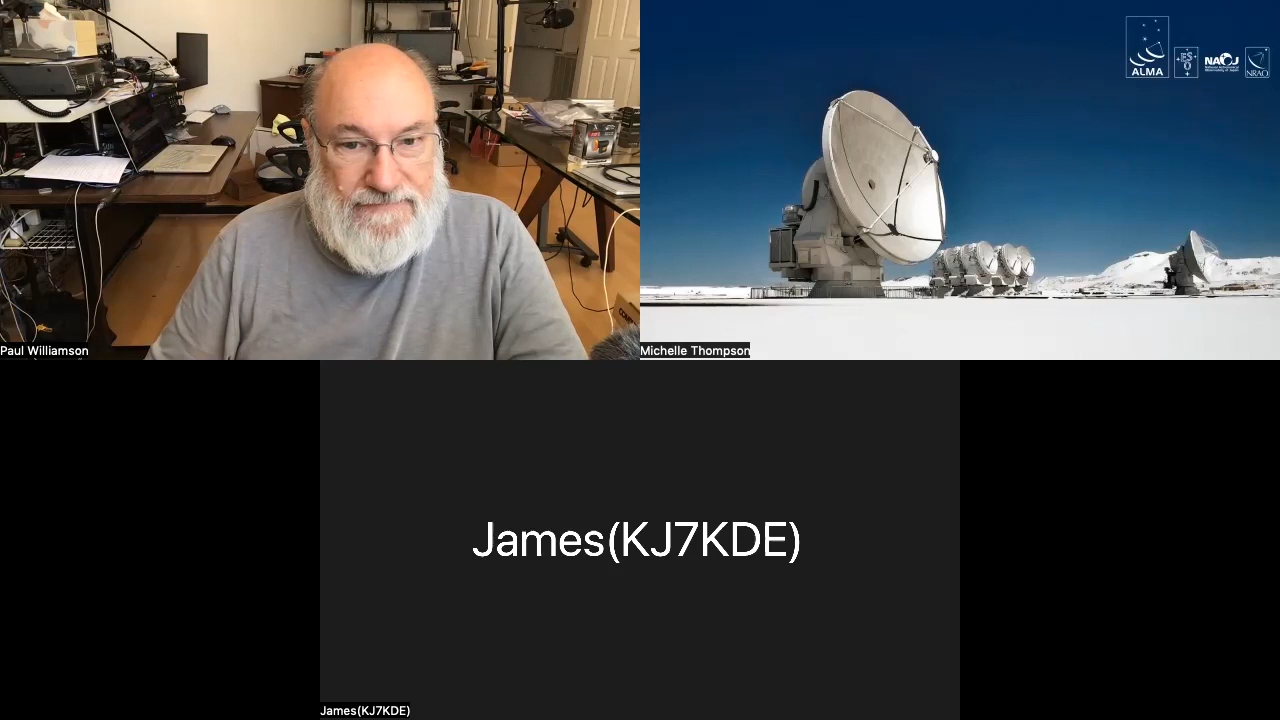 ALMA
NAOJ
NRAO
Paul Williamson
Michelle Thompson
James(KJ7KDE)
James(KJ7KDE)